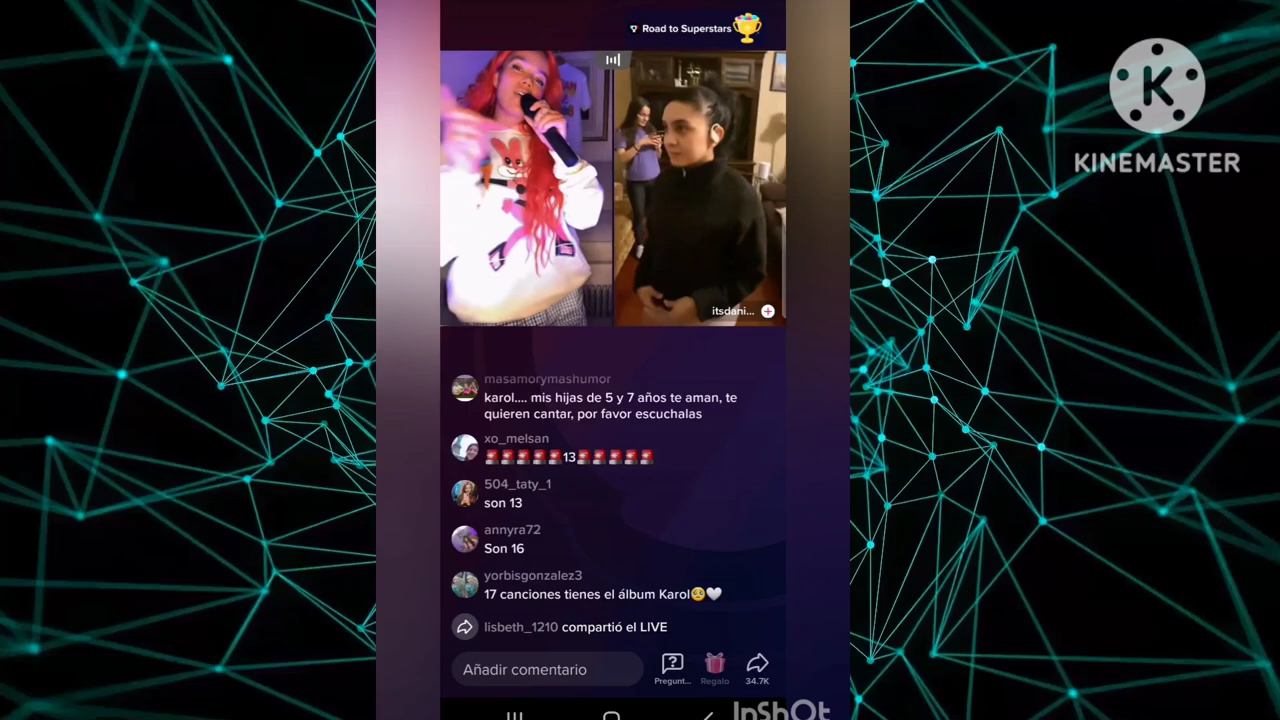 Road to Superstars
KINEMASTER
itsdani...
masamorymashumor
karol.... mis hijas de 5 y 7 años te aman, te
quieren cantar, por favor escuchalas
xo_melsan
🚨🚨🚨🚨🚨13🚨🚨🚨🚨🚨
504_taty_1
son 13
annyra72
Son 16
yorbisgonzalez3
17 canciones tienes el álbum Karol🥺🤍
lisbeth_1210 compartió el LIVE
Añadir comentario
Pregunt...
Regalo
34.7K
InShOt